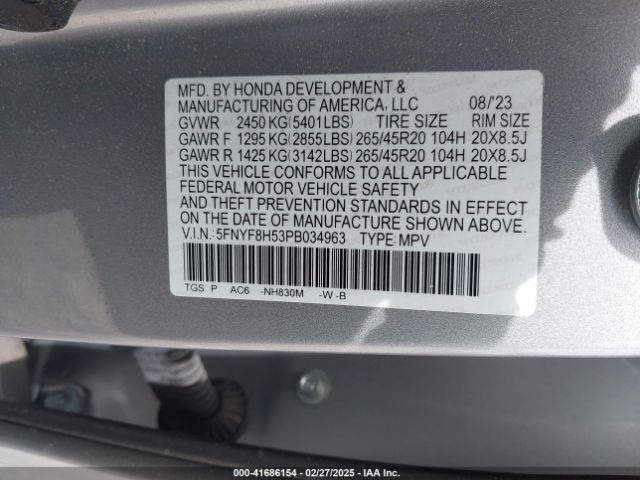 MFD. BY HONDA DEVELOPMENT &
MANUFACTURING OF AMERICA, LLC 08/'23
GVWR 2450 KG(5401LBS) TIRE SIZE RIM SIZE
GAWR F 1295 KG(2855LBS) 265/45R20 104H 20X8.5J
GAWR R 1425 KG(3142LBS) 265/45R20 104H 20X8.5J
THIS VEHICLE CONFORMS TO ALL APPLICABLE
FEDERAL MOTOR VEHICLE SAFETY
AND THEFT PREVENTION STANDARDS IN EFFECT
ON THE DATE OF MANUFACTURE SHOWN ABOVE.
V.I.N.: 5FNYF8H53PB034963 TYPE: MPV
TGS P AC6 -NH830M -W -B
000-41686154 - 02/27/2025 - IAA, Inc.